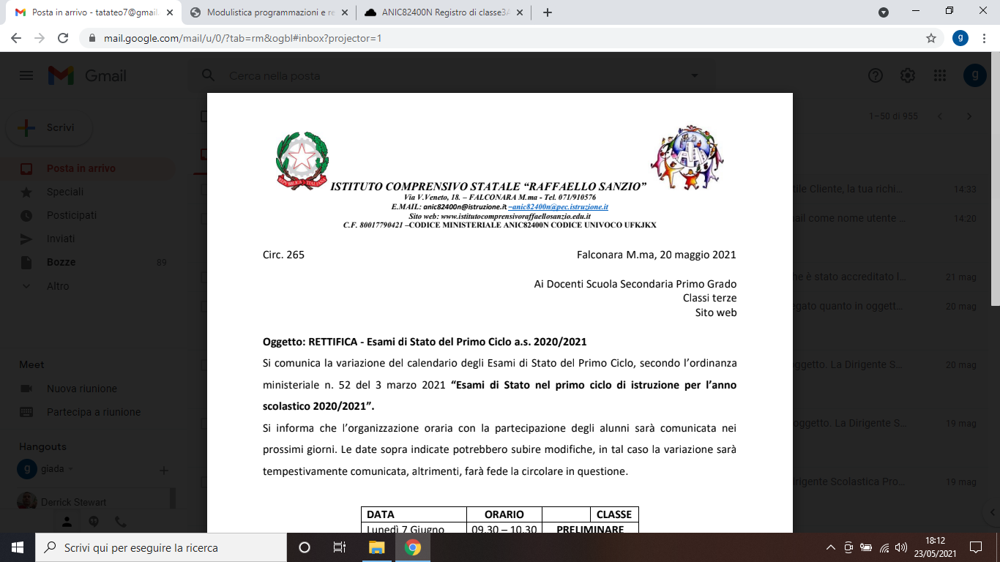 Posta in arrivo - tatateo7@gmail.
Modulistica programmazioni e re
ANIC82400N Registro di classe3A
mail.google.com/mail/u/0/?tab=rm&ogbl#inbox?projector=1
g
Gmail
Cerca nella posta
g
Scrivi
1–50 di 955
Posta in arrivo
Speciali
Posticipati
Inviati
Bozze 89
Altro
Meet
Nuova riunione
Partecipa a riunione
Hangouts
g giada
Derrick Stewart
ISTITUTO COMPRENSIVO STATALE “RAFFAELLO SANZIO”
Via V.Veneto, 18. – FALCONARA M.ma - Tel. 071/910576
E.MAIL: anic82400n@istruzione.it –anic82400n@pec.istruzione.it
Sito web: www.istitutocomprensivoraffaellosanzio.edu.it
C.F. 80017790421 –CODICE MINISTERIALE ANIC82400N CODICE UNIVOCO UFKJKX
Circ. 265 Falconara M.ma, 20 maggio 2021
Ai Docenti Scuola Secondaria Primo Grado
Classi terze
Sito web
Oggetto: RETTIFICA - Esami di Stato del Primo Ciclo a.s. 2020/2021
Si comunica la variazione del calendario degli Esami di Stato del Primo Ciclo, secondo l’ordinanza
ministeriale n. 52 del 3 marzo 2021 “Esami di Stato nel primo ciclo di istruzione per l’anno
scolastico 2020/2021”.
Si informa che l’organizzazione oraria con la partecipazione degli alunni sarà comunicata nei
prossimi giorni. Le date sopra indicate potrebbero subire modifiche, in tal caso la variazione sarà
tempestivamente comunicata, altrimenti, farà fede la circolare in questione.
DATA ORARIO CLASSE
Lunedì 7 Giugno 09.30 – 10.30 PRELIMINARE
tile Cliente, la tua richi... 14:33
ail come nome utente ... 14:20
he è stato accreditato l... 21 mag
egato quanto in oggett... 20 mag
oggetto. La Dirigente S... 20 mag
oggetto. La Dirigente S... 19 mag
irigente Scolastica Pro... 19 mag
Scrivi qui per eseguire la ricerca
18:12
23/05/2021